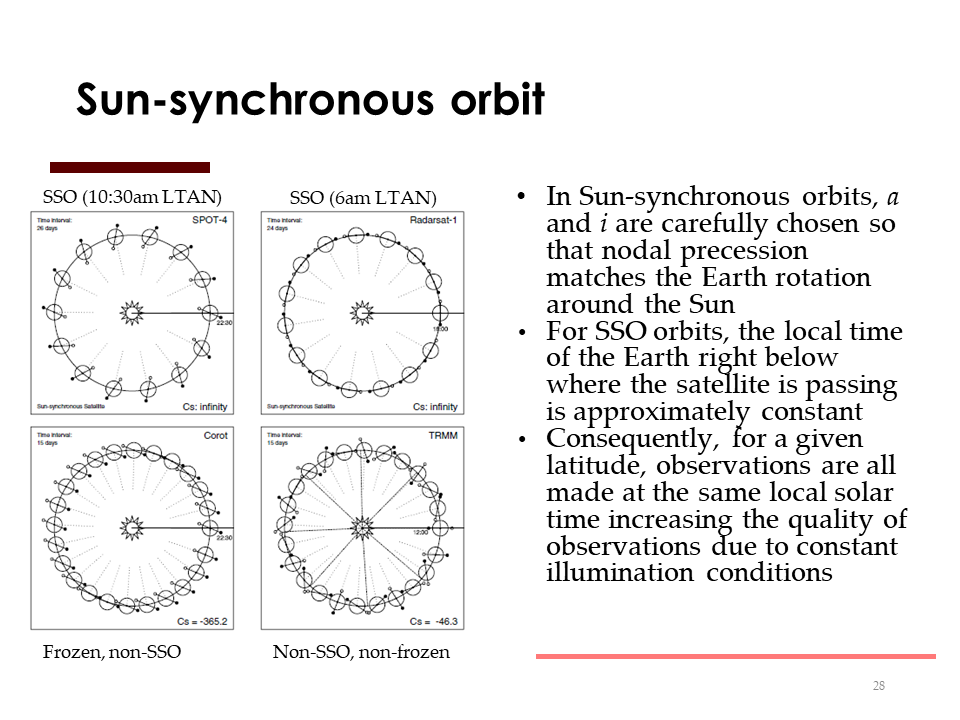 Sun-synchronous orbit
SSO (10:30am LTAN)
SSO (6am LTAN)
Time interval:
26 days
SPOT-4
22:30
Sun-synchronous Satellite
Cs: infinity
Time interval:
24 days
Radarsat-1
18:00
Sun-synchronous Satellite
Cs: infinity
Time interval:
15 days
Corot
22:30
Cs = -365.2
Time interval:
15 days
TRMM
12:00
Cs = -46.3
Frozen, non-SSO
Non-SSO, non-frozen
• In Sun-synchronous orbits, a
and i are carefully chosen so
that nodal precession
matches the Earth rotation
around the Sun
• For SSO orbits, the local time
of the Earth right below
where the satellite is passing
is approximately constant
• Consequently, for a given
latitude, observations are all
made at the same local solar
time increasing the quality of
observations due to constant
illumination conditions
28